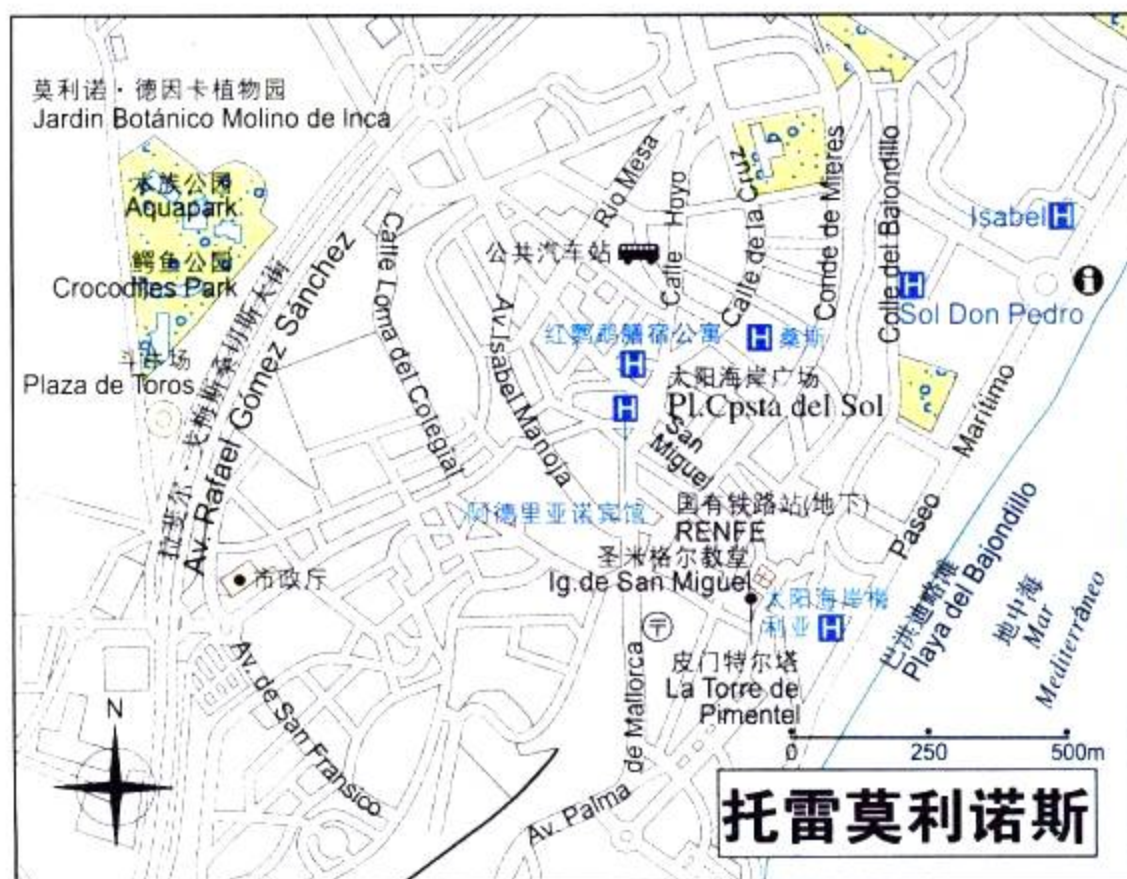 莫利诺·德因卡植物园
Jardin Botánico Molino de Inca
水族公园
Aquapark
鳄鱼公园
Crocodijes Park
斗牛场
Plaza de Toros
拉斐尔·戈梅斯桑切斯大街
Av. Rafael Gómez Sánchez
Calle Loma del Colegial
Av. Isabel Manoja
Rio Mesa
Calle Hoyo
Calle de la Cruz
Conde de Mieres
Colle del Batondillo
公共汽车站
Isabel H
i
H
Sol Don Pedro
红鹦鹉膳宿公寓
H
H 桑斯
太阳海岸广场
Pl.Cpsta del Sol
H
San
Miguel
阿德里亚诺宾馆
国有铁路站(地下)
RENFE
圣米格尔教堂
Ig.de San Miguel
太阳海岸梅
利亚 H
市政厅
〒
皮门特尔塔
La Torre de
Pimentel
de Mallorca
Av. Palma
Av. de San Fransico
Paseo
Marítimo
巴洪迪略滩
Playa del Bajondillo
地中海
Mar
Mediterráneo
N
0 250 500m
托雷莫利诺斯